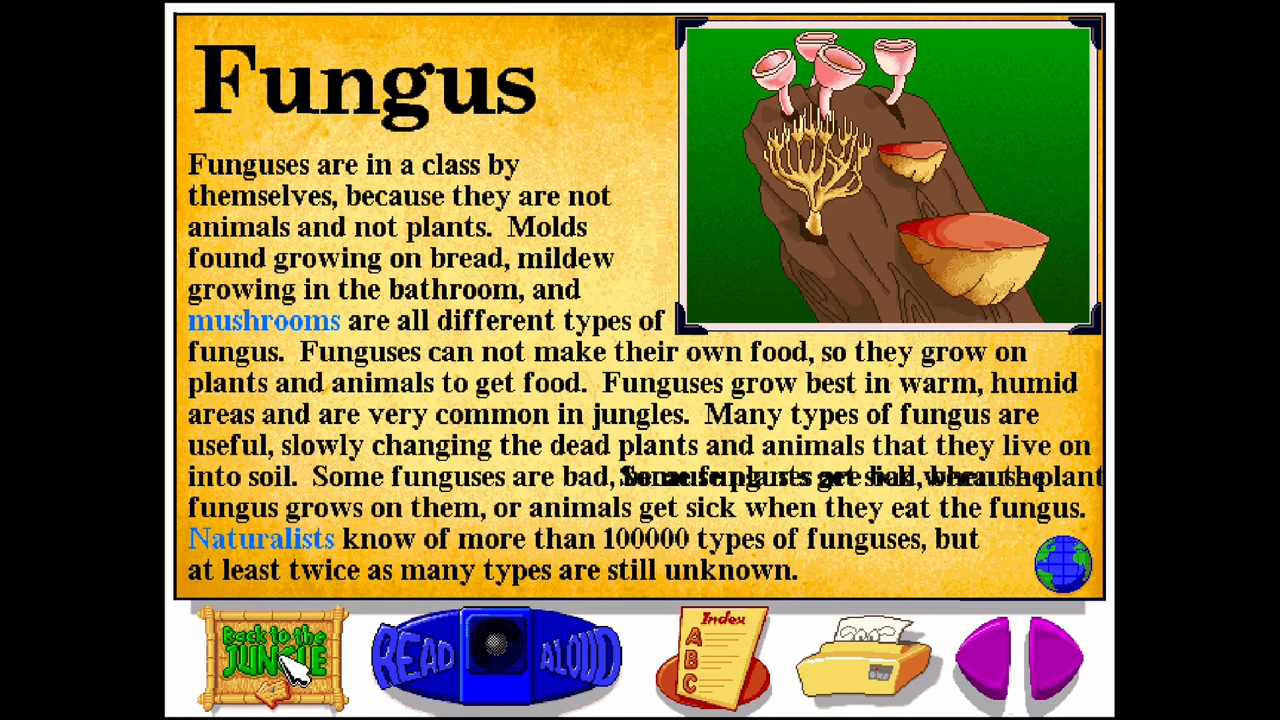 Fungus
Funguses are in a class by
themselves, because they are not
animals and not plants. Molds
found growing on bread, mildew
growing in the bathroom, and
mushrooms are all different types of
fungus. Funguses can not make their own food, so they grow on
plants and animals to get food. Funguses grow best in warm, humid
areas and are very common in jungles. Many types of fungus are
useful, slowly changing the dead plants and animals that they live on
into soil. Some funguses are bad,
fungus grows on them, or animals get sick when they eat the fungus.
Naturalists know of more than 100000 types of funguses, but
at least twice as many types are still unknown.
Back to the
JUNGLE
READ ALOUD
Index
A
B
C